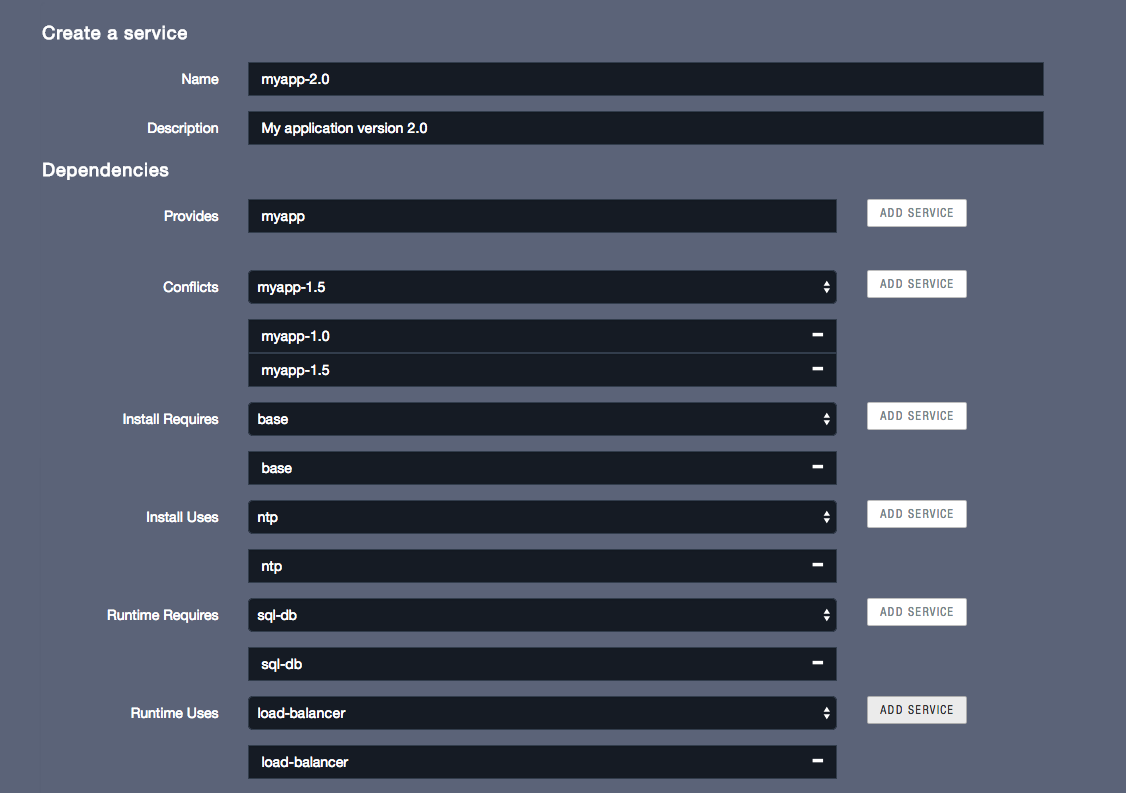 Create a service
Name myapp-2.0
Description My application version 2.0
Dependencies
Provides myapp ADD SERVICE
Conflicts myapp-1.5 ADD SERVICE
myapp-1.0
myapp-1.5
Install Requires base ADD SERVICE
base
Install Uses ntp ADD SERVICE
ntp
Runtime Requires sql-db ADD SERVICE
sql-db
Runtime Uses load-balancer ADD SERVICE
load-balancer